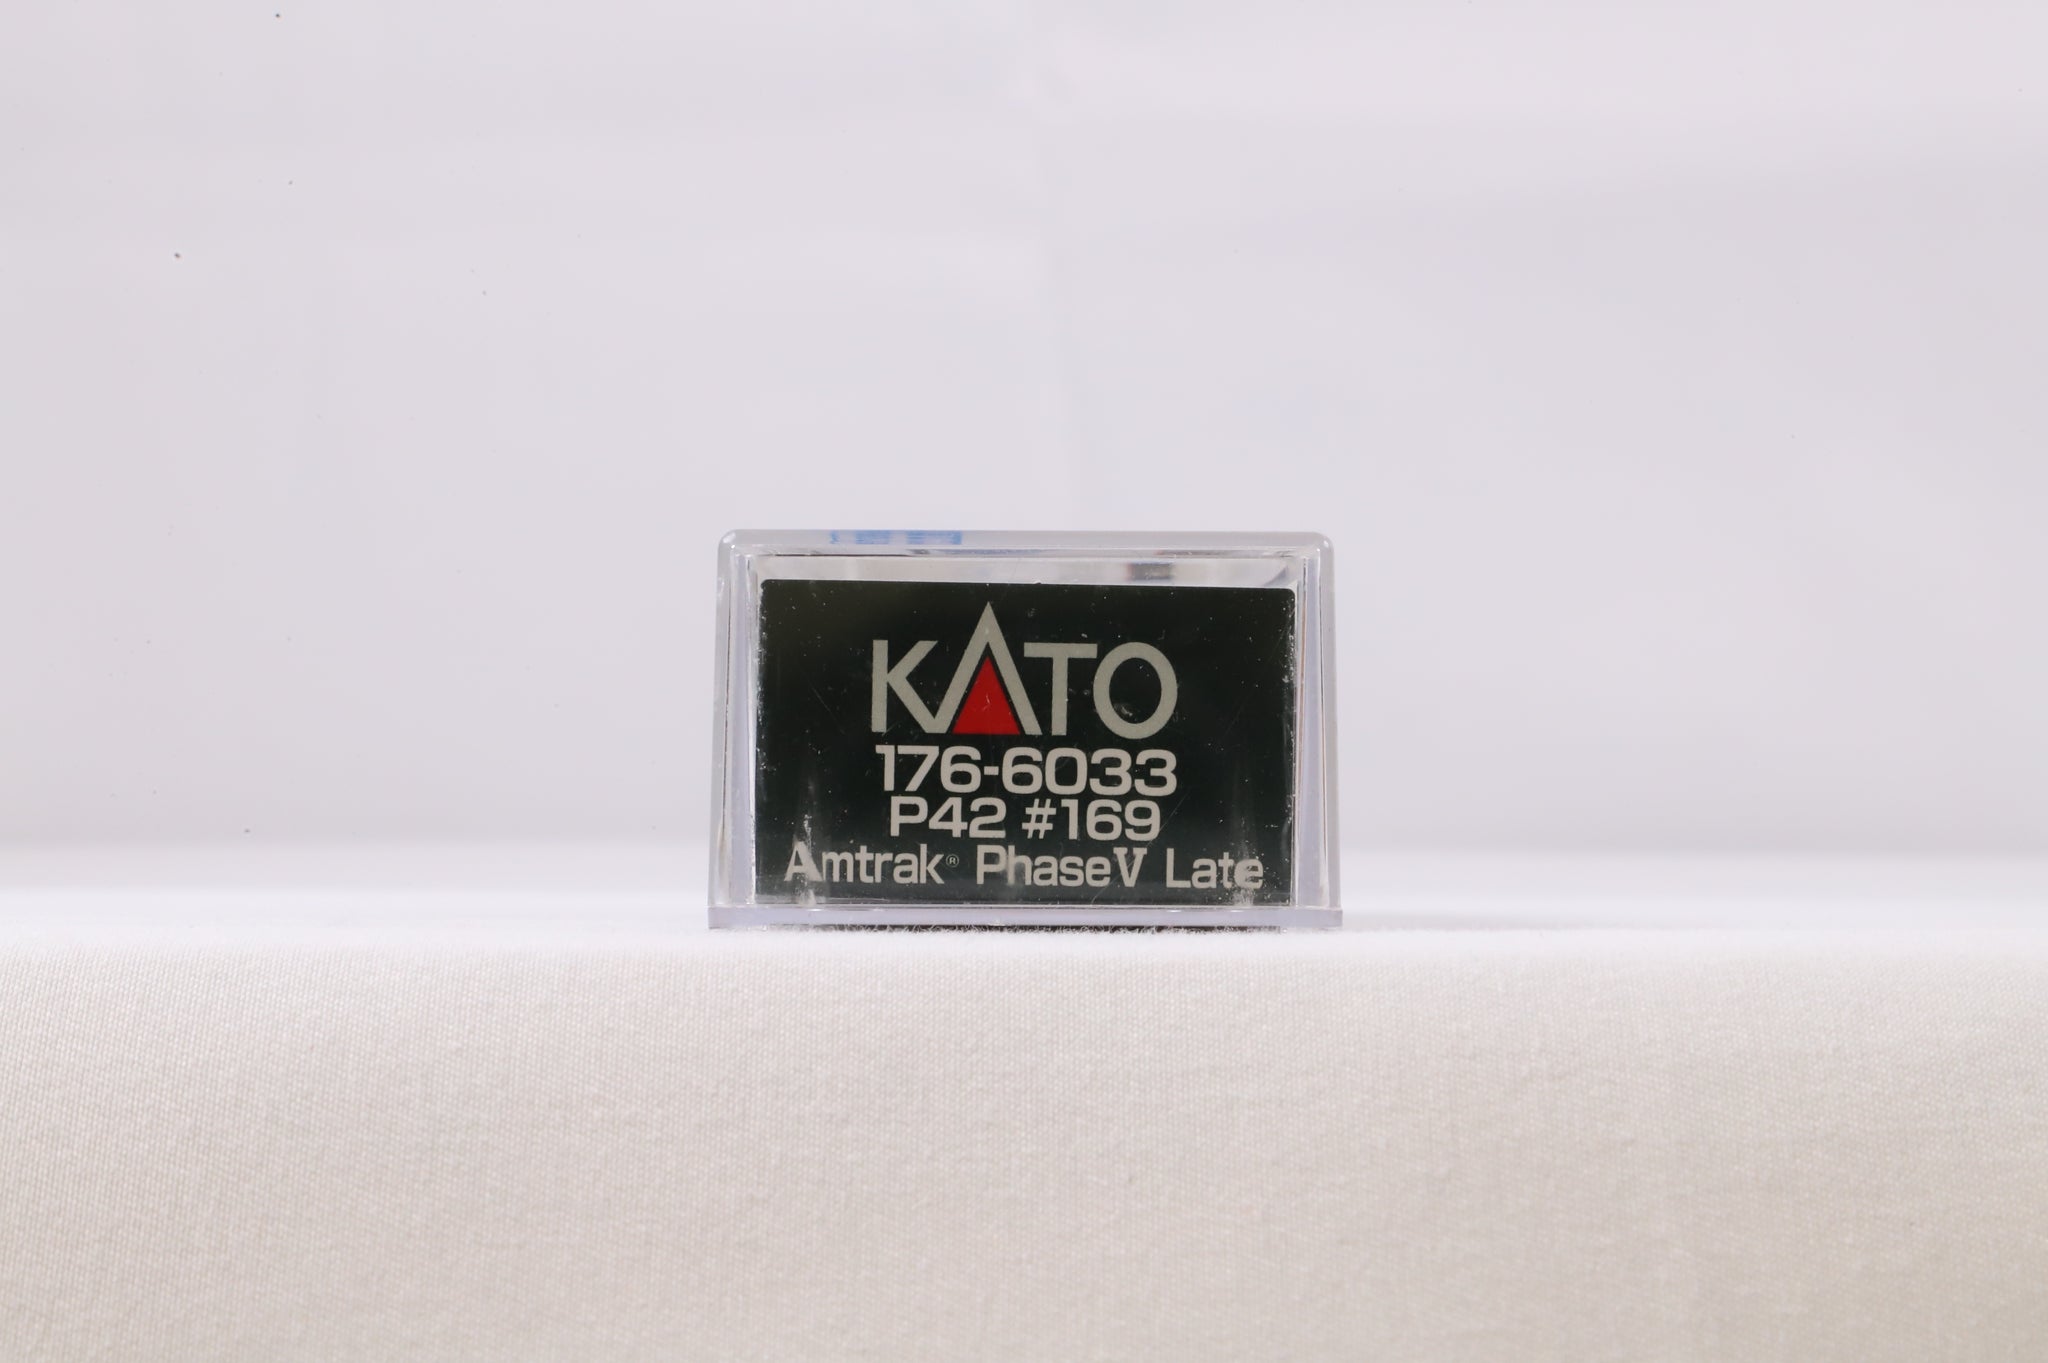 KATO
176-6033
P42 #169
Amtrak® Phase V Late